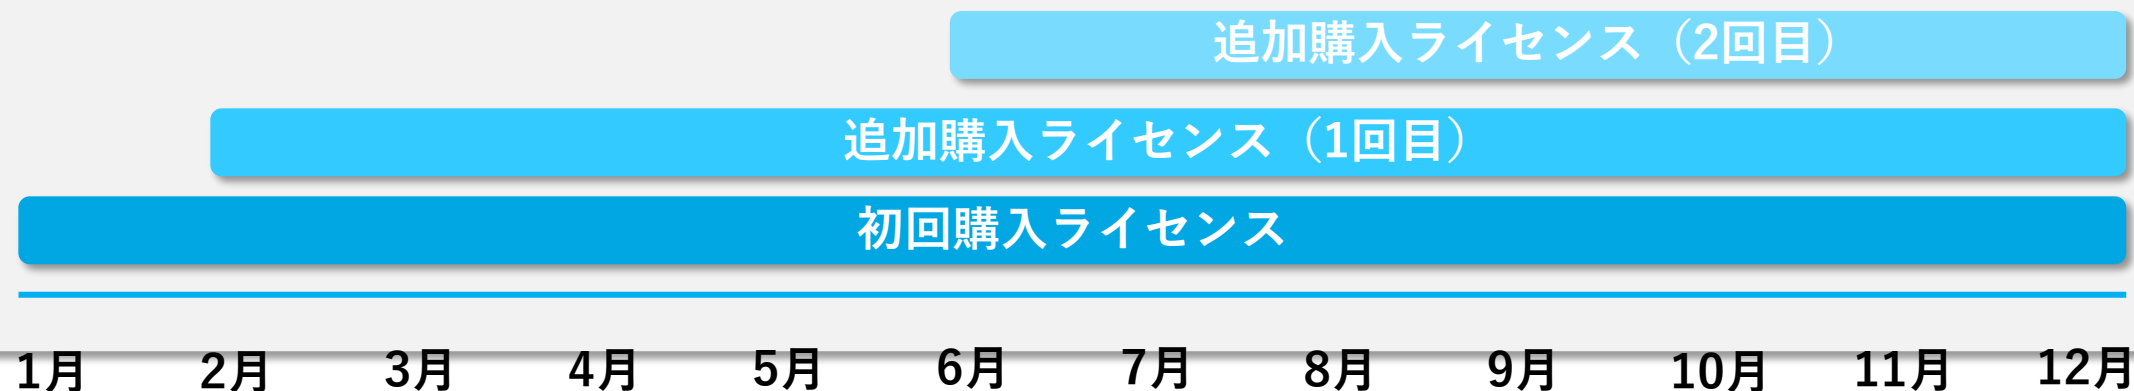 追加購入ライセンス（2回目）
追加購入ライセンス（1回目）
初回購入ライセンス
1月 2月 3月 4月 5月 6月 7月 8月 9月 10月 11月 12月